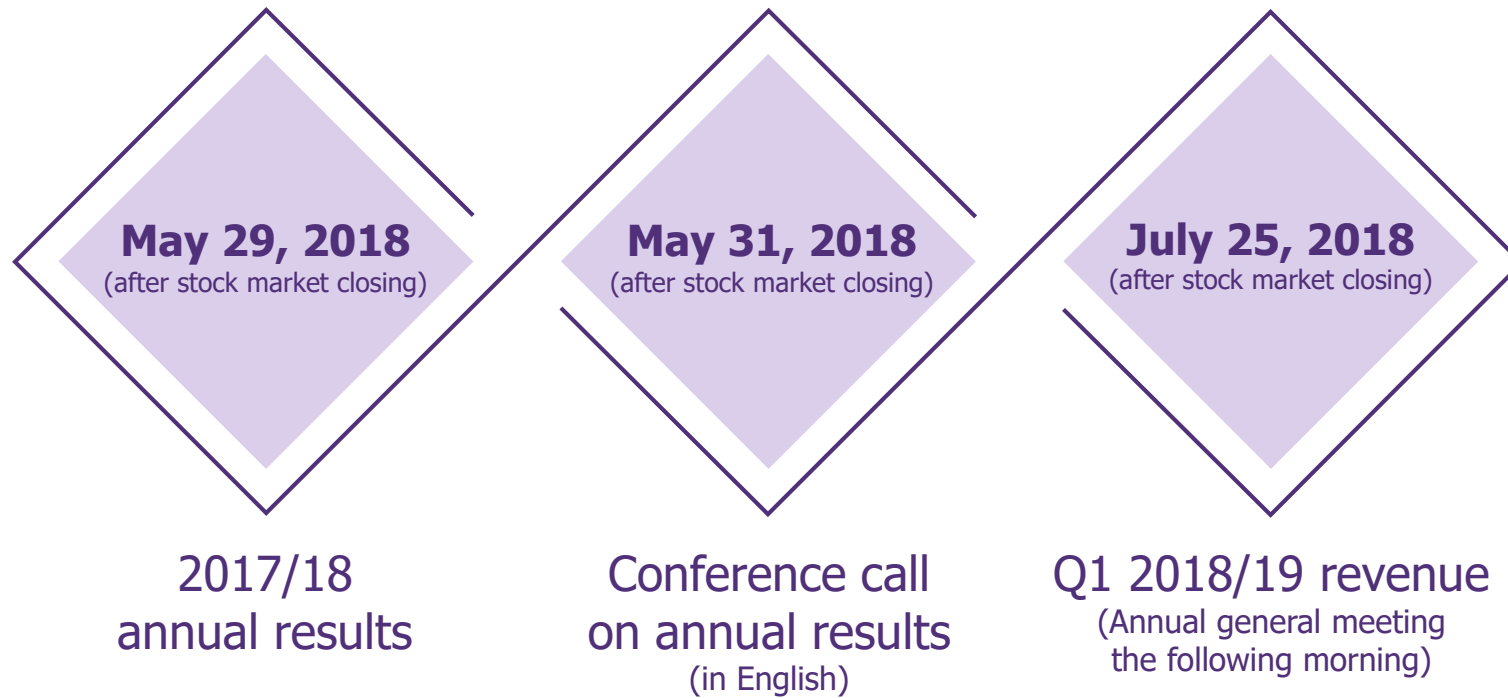 May 29, 2018
(after stock market closing)
2017/18
annual results
May 31, 2018
(after stock market closing)
Conference call
on annual results
(in English)
July 25, 2018
(after stock market closing)
Q1 2018/19 revenue
(Annual general meeting
the following morning)